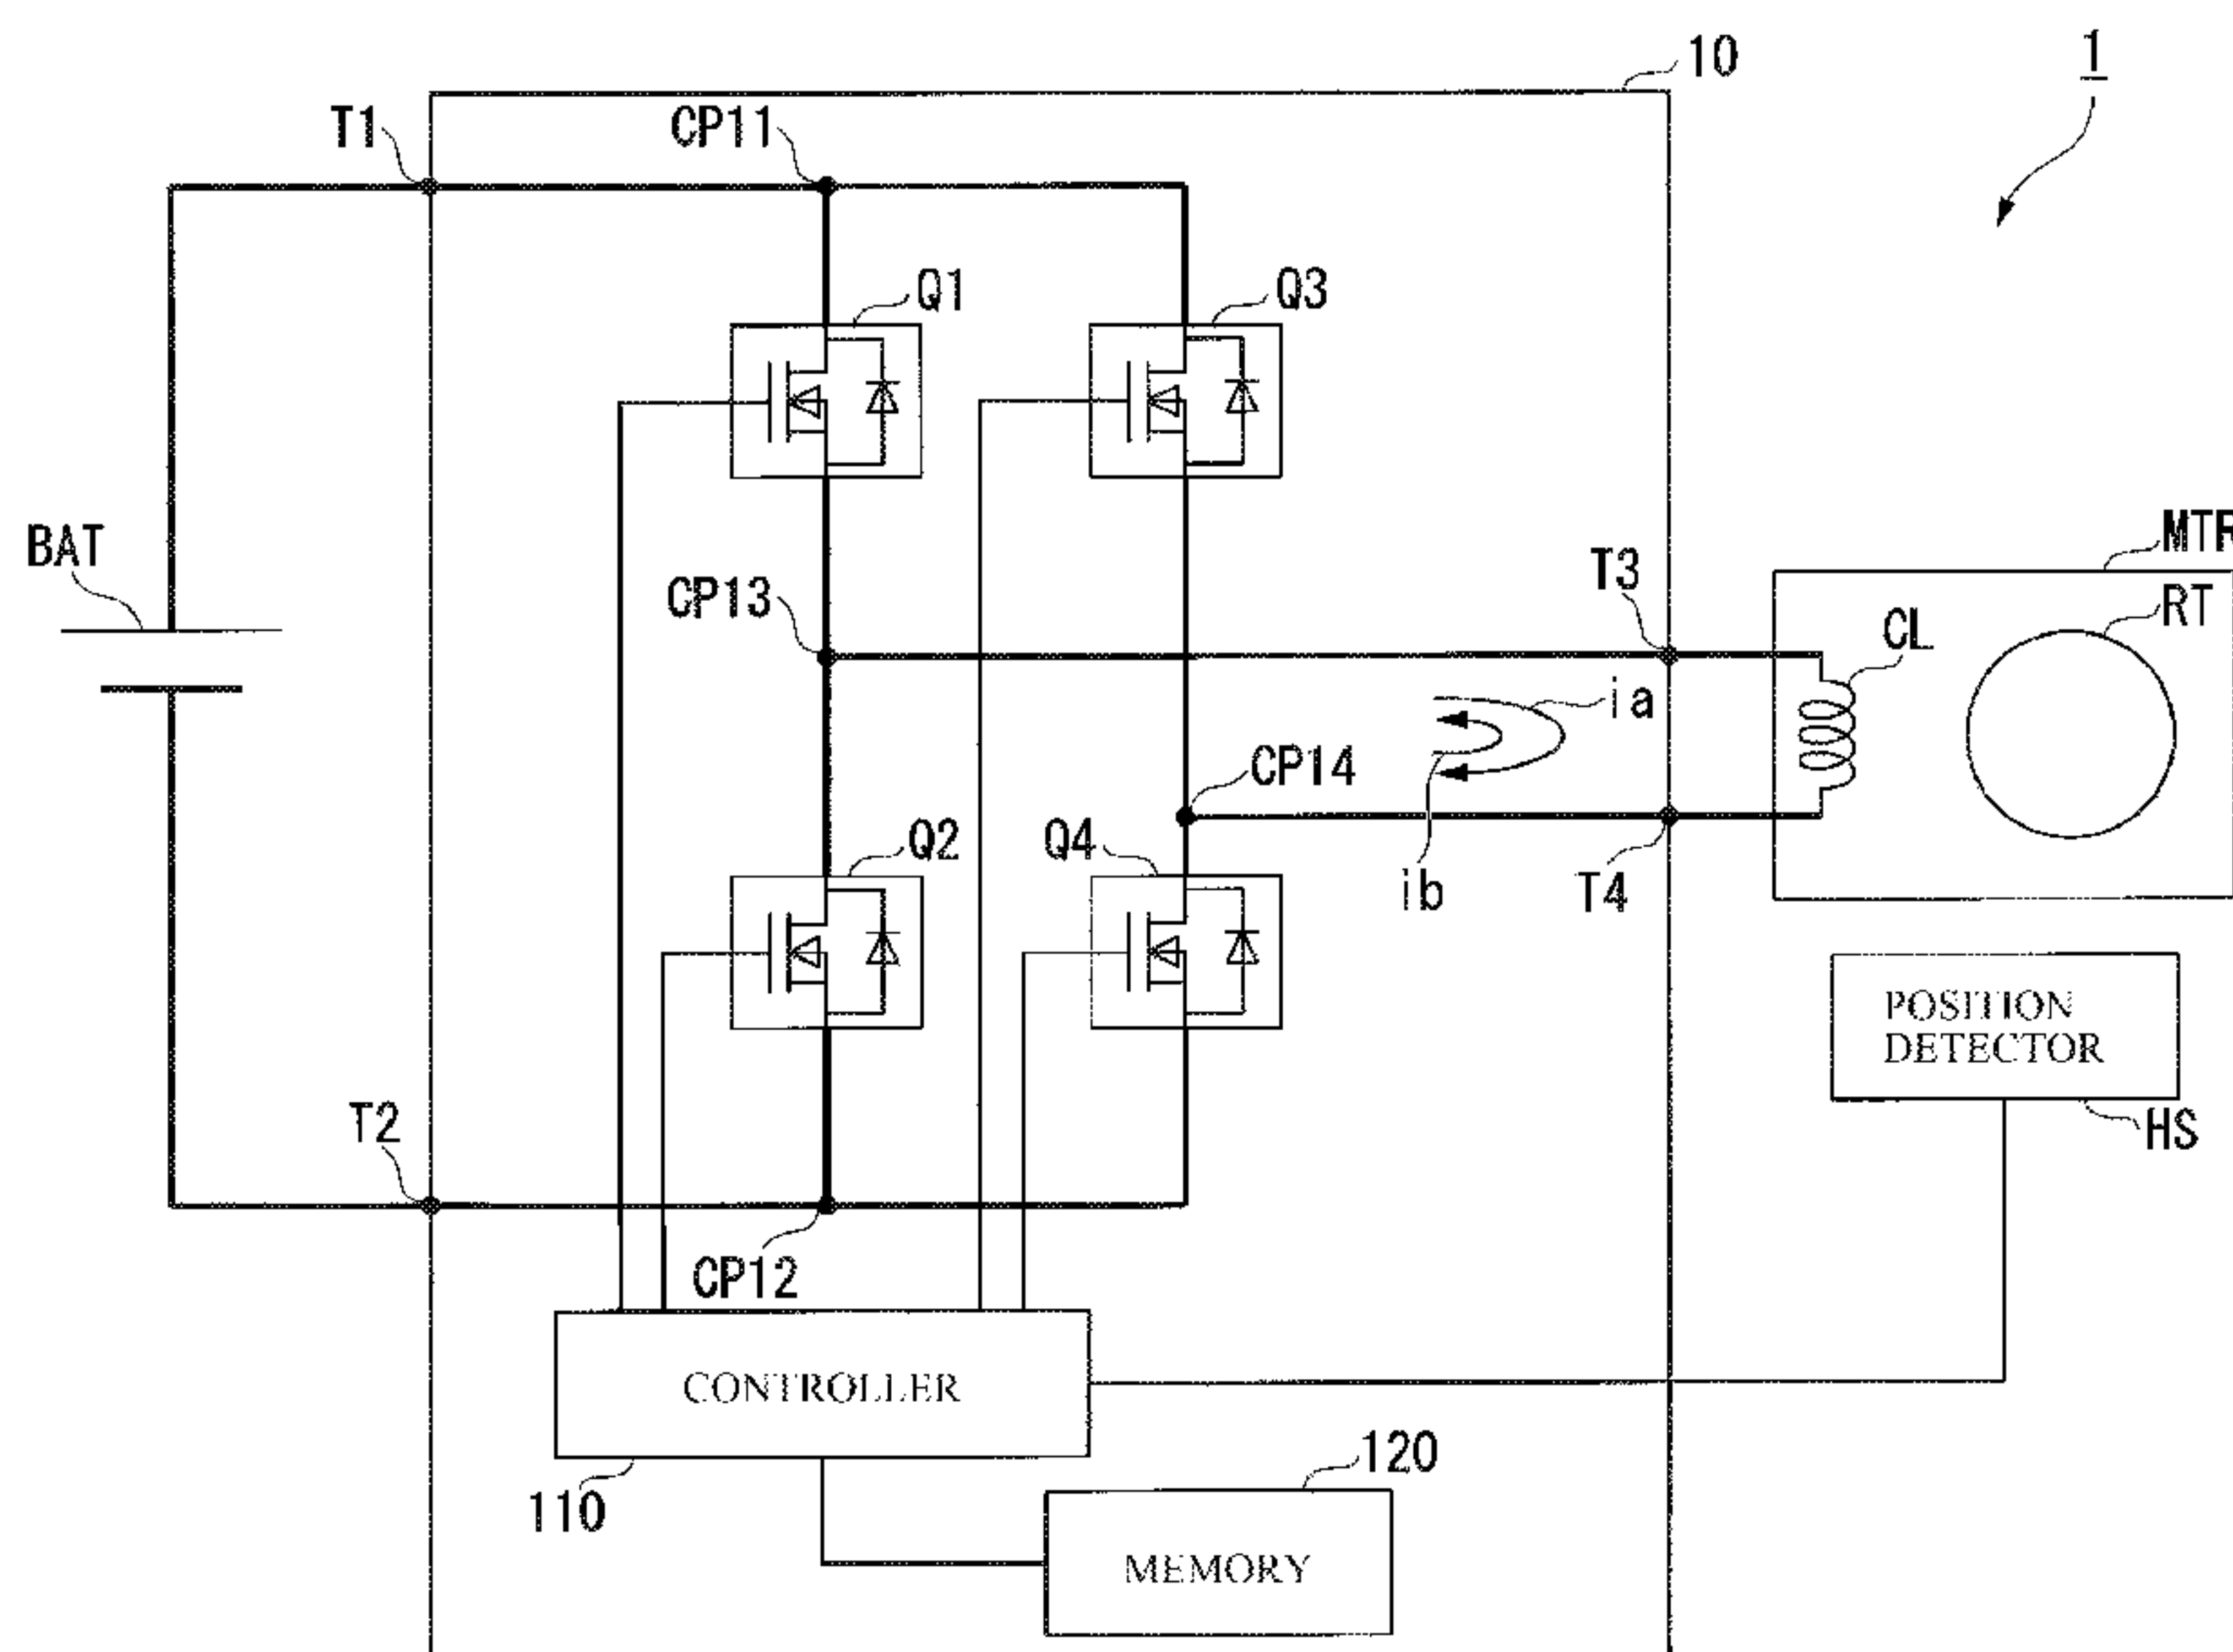 10
1
T1
CP11
Q1
Q3
BAT
MTR
T3
RT
CP13
CL
ia
CP14
Q2
Q4
ib
T4
POSITION
DETECTOR
T2
HS
CP12
CONTROLLER
120
110
MEMORY